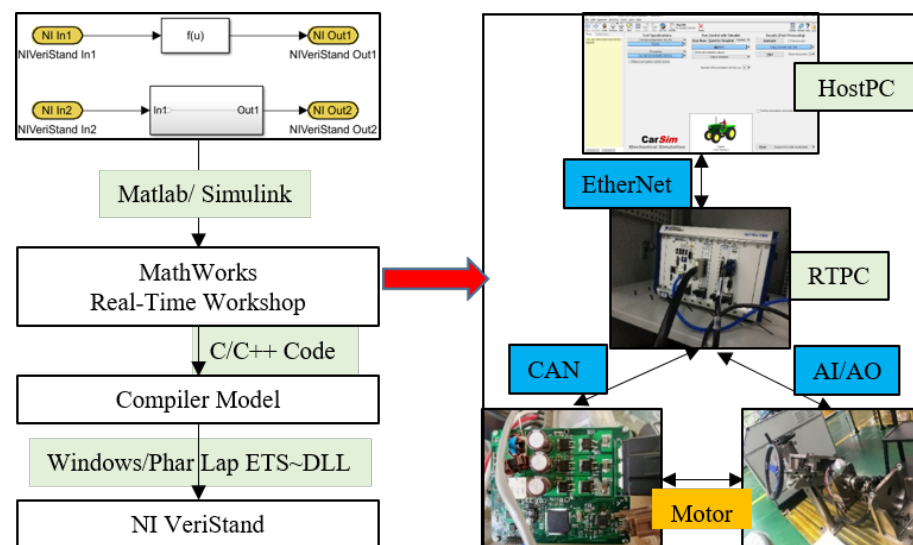 NI In1
f(u)
NI Out1
NIVeriStand In1
NIVeriStand Out1
NI In2
In1
Out1
NI Out2
NIVeriStand In2
NIVeriStand Out2
Matlab/ Simulink
MathWorks
Real-Time Workshop
C/C++ Code
Compiler Model
Windows/Phar Lap ETS~DLL
NI VeriStand
CarSim
Mechanical Simulation
HostPC
EtherNet
RTPC
CAN
AI/AO
Motor